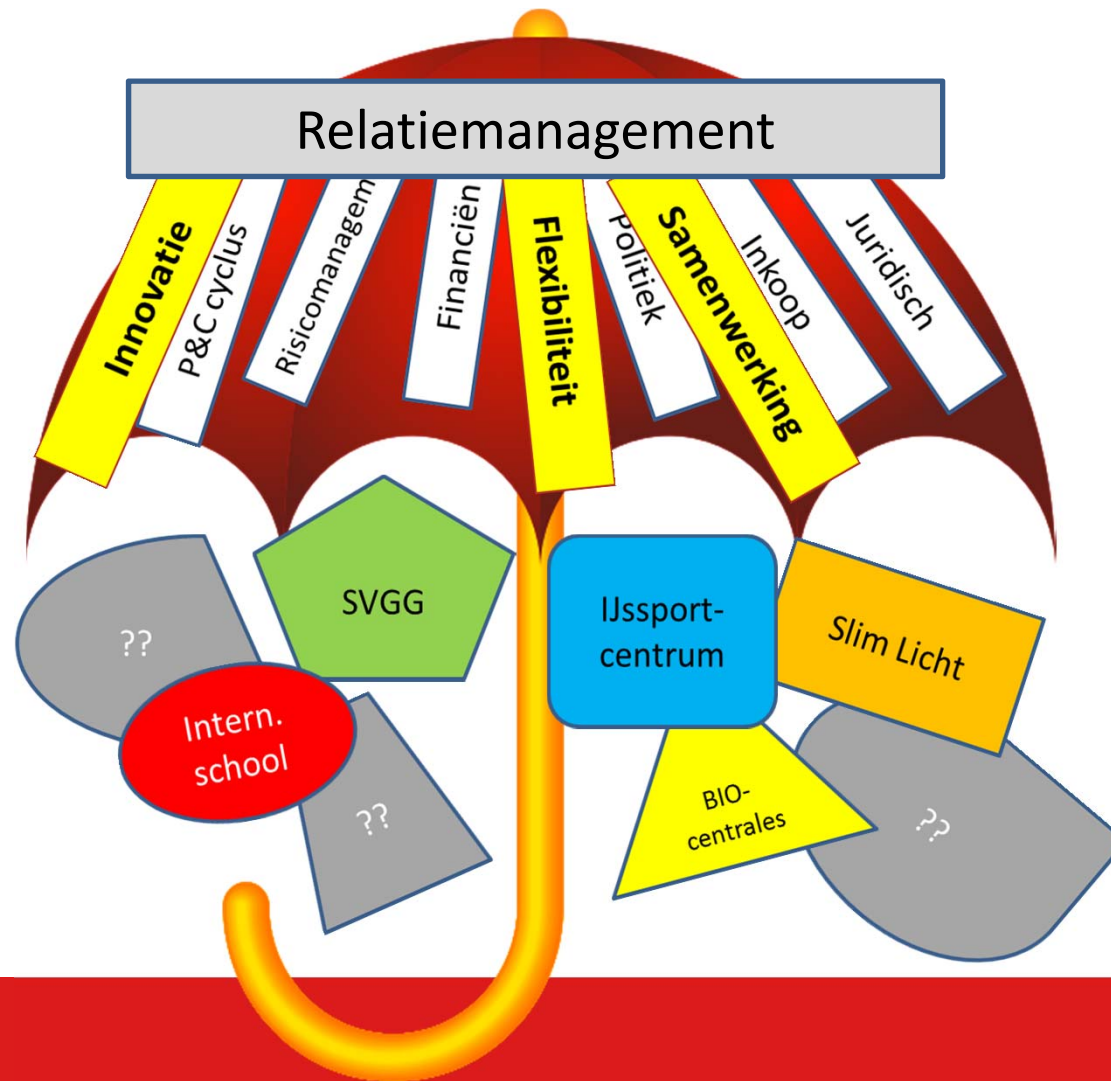 Relatiemanagement
Innovatie
P&C cyclus
Risicomanagem
Financiën
Flexibiliteit
Politiek
Samenwerking
Inkoop
Juridisch
??
SVGG
IJssport-
centrum
Slim Licht
Intern.
school
??
BIO-
centrales
??